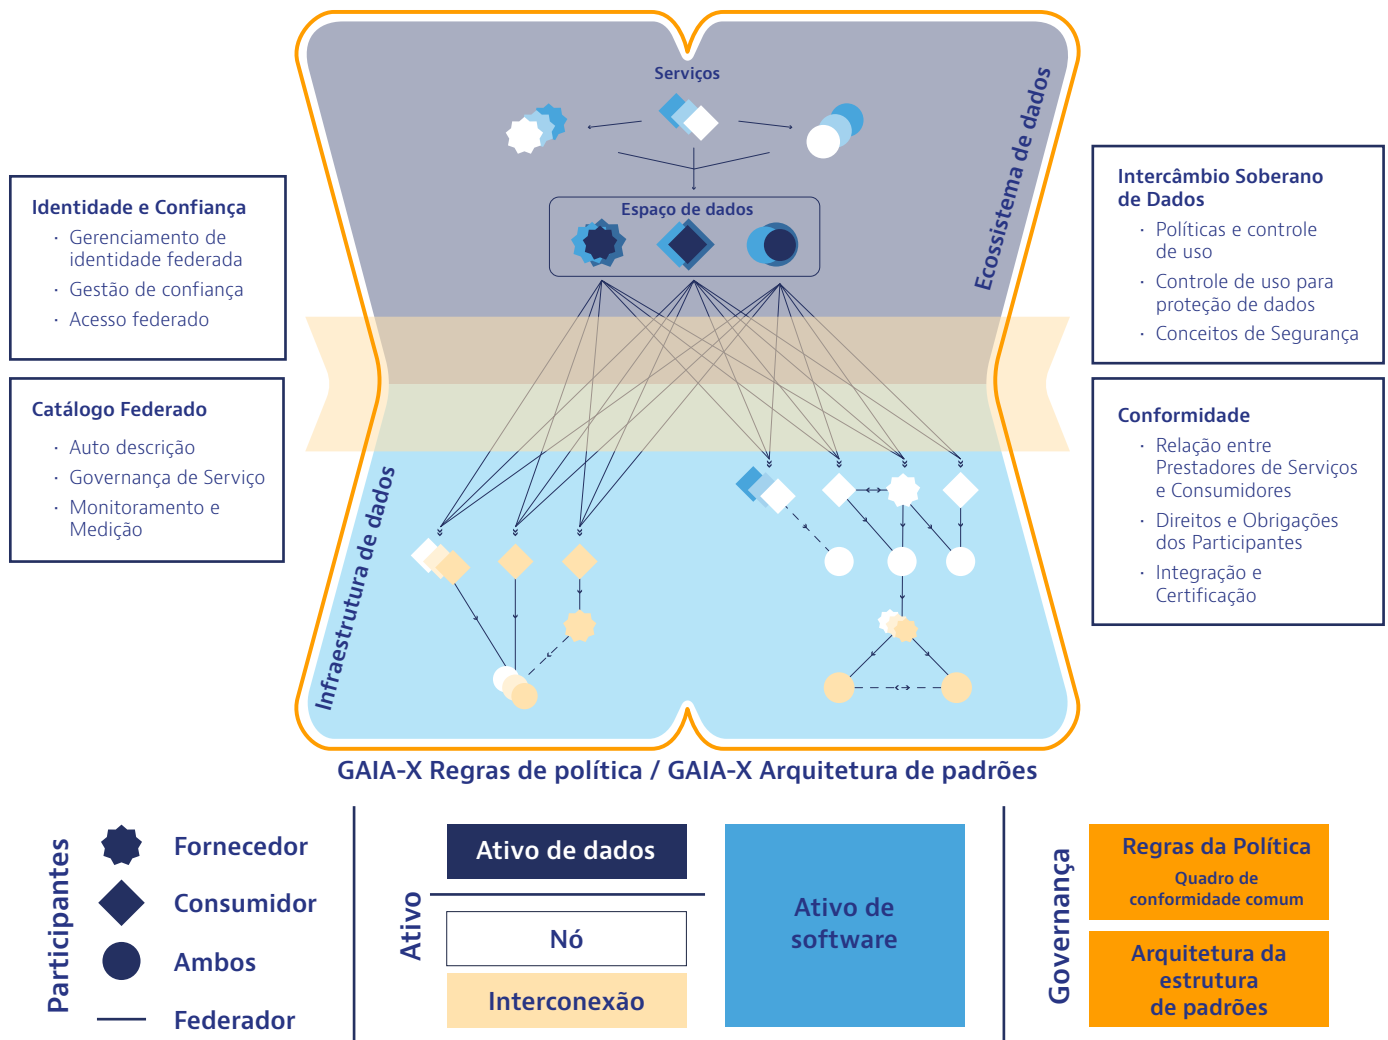 Serviços
Espaço de dados
Ecossistema de dados
Infraestrutura de dados
Identidade e Confiança
· Gerenciamento de
identidade federada
· Gestão de confiança
· Acesso federado
Catálogo Federado
· Auto descrição
· Governança de Serviço
· Monitoramento e
Medição
Intercâmbio Soberano
de Dados
· Políticas e controle
de uso
· Controle de uso para
proteção de dados
· Conceitos de Segurança
Conformidade
· Relação entre
Prestadores de Serviços
e Consumidores
· Direitos e Obrigações
dos Participantes
· Integração e
Certificação
GAIA-X Regras de política / GAIA-X Arquitetura de padrões
Participantes
Fornecedor
Consumidor
Ambos
Federador
Ativo
Ativo de dados
Nó
Interconexão
Ativo de
software
Governança
Regras da Política
Quadro de
conformidade comum
Arquitetura da
estrutura
de padrões